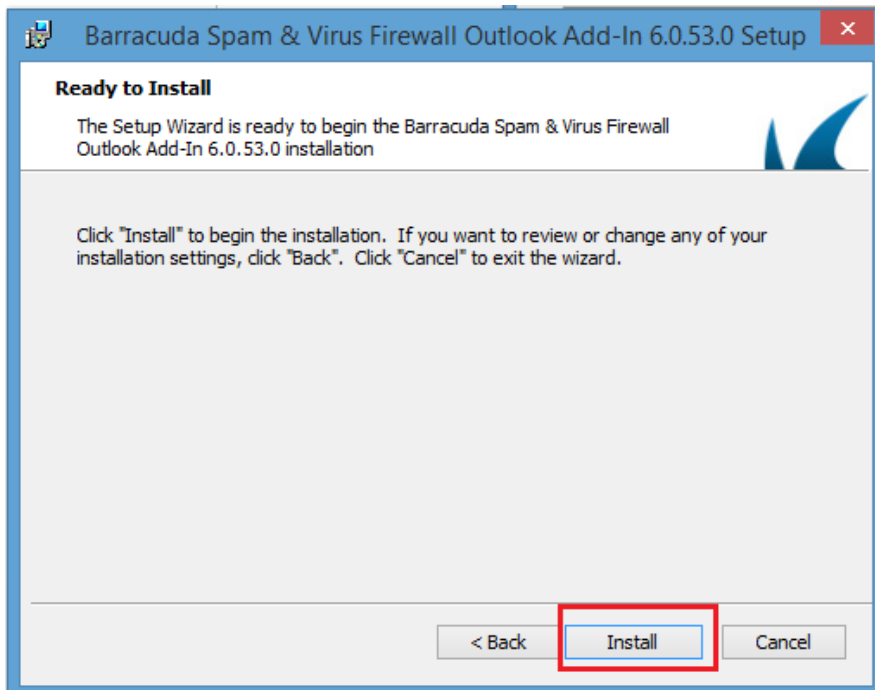 Barracuda Spam & Virus Firewall Outlook Add-In 6.0.53.0 Setup
Ready to Install
The Setup Wizard is ready to begin the Barracuda Spam & Virus Firewall
Outlook Add-In 6.0.53.0 installation
Click "Install" to begin the installation.  If you want to review or change any of your
installation settings, click "Back".  Click "Cancel" to exit the wizard.
< Back
Install
Cancel